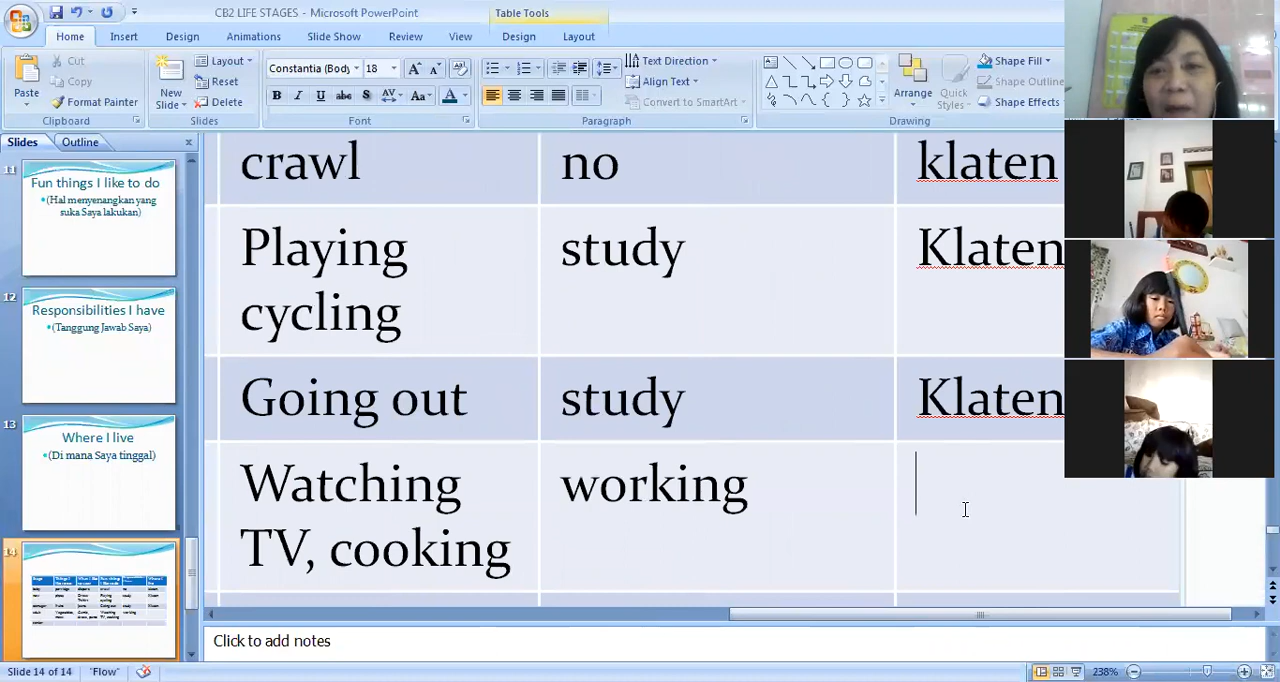 CB2 LIFE STAGES - Microsoft PowerPoint
Table Tools
Home Insert Design Animations Slide Show Review View Design Layout
Paste
Cut
Copy
Format Painter
Clipboard
New Slide
Layout
Reset
Delete
Slides
Constantia (Body 18
B I U abe S AV Aa A
Font
Text Direction
Align Text
Convert to SmartArt
Paragraph
Arrange
Quick Styles
Shape Fill
Shape Outline
Shape Effects
Drawing
Slides Outline
11
Fun things I like to do
(Hal menyenangkan yang
suka Saya lakukan)
12
Responsibilities I have
(Tanggung Jawab Saya)
13
Where I live
(Di mana Saya tinggal)
14
crawl no klaten
Playing cycling
study
Klaten
Going out study Klaten
Watching TV, cooking
working
Click to add notes
Slide 14 of 14 "Flow" 238%